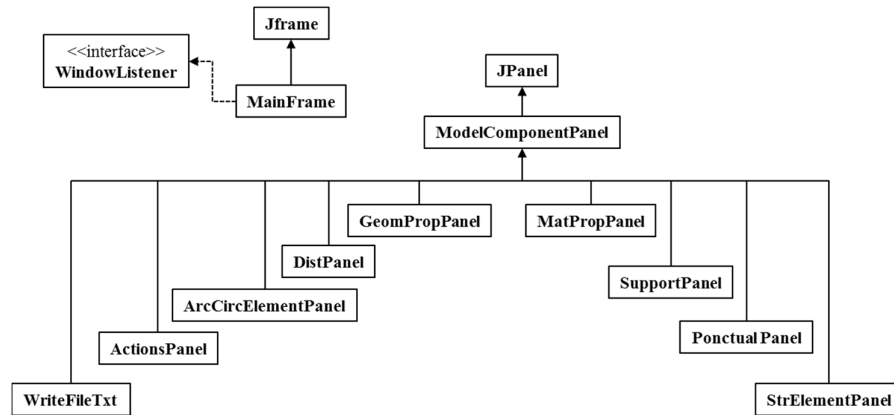 Jframe
<<interface>>
WindowListener
MainFrame
JPanel
ModelComponentPanel
GeomPropPanel
MatPropPanel
DistPanel
SupportPanel
ArcCircElementPanel
ActionsPanel
Ponctual Panel
WriteFileTxt
StrElementPanel